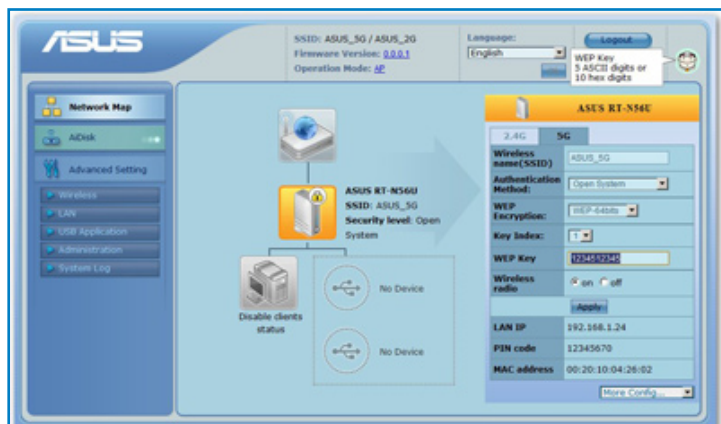 ASUS
SSID: ASUS_5G / ASUS_2G
Firmware Version: 0.0.0.1
Operation Mode: AP
Language:
English
Logout
WEP Key
5 ASCII digits or
10 hex digits
Network Map
AiDisk
Advanced Setting
Wireless
LAN
USB Application
Administration
System Log
ASUS RT-N56U
SSID: ASUS_5G
Security level: Open
System
Disable clients
status
No Device
No Device
ASUS RT-N56U
2.4G 5G
Wireless
name(SSID) ASUS_5G
Authentication
Method: Open System
WEP
Encryption: WEP-64bits
Key Index: 1
WEP Key 1234512345
Wireless
radio on off
Apply
LAN IP 192.168.1.24
PIN code 12345670
MAC address 00:20:10:04:26:02
More Config...